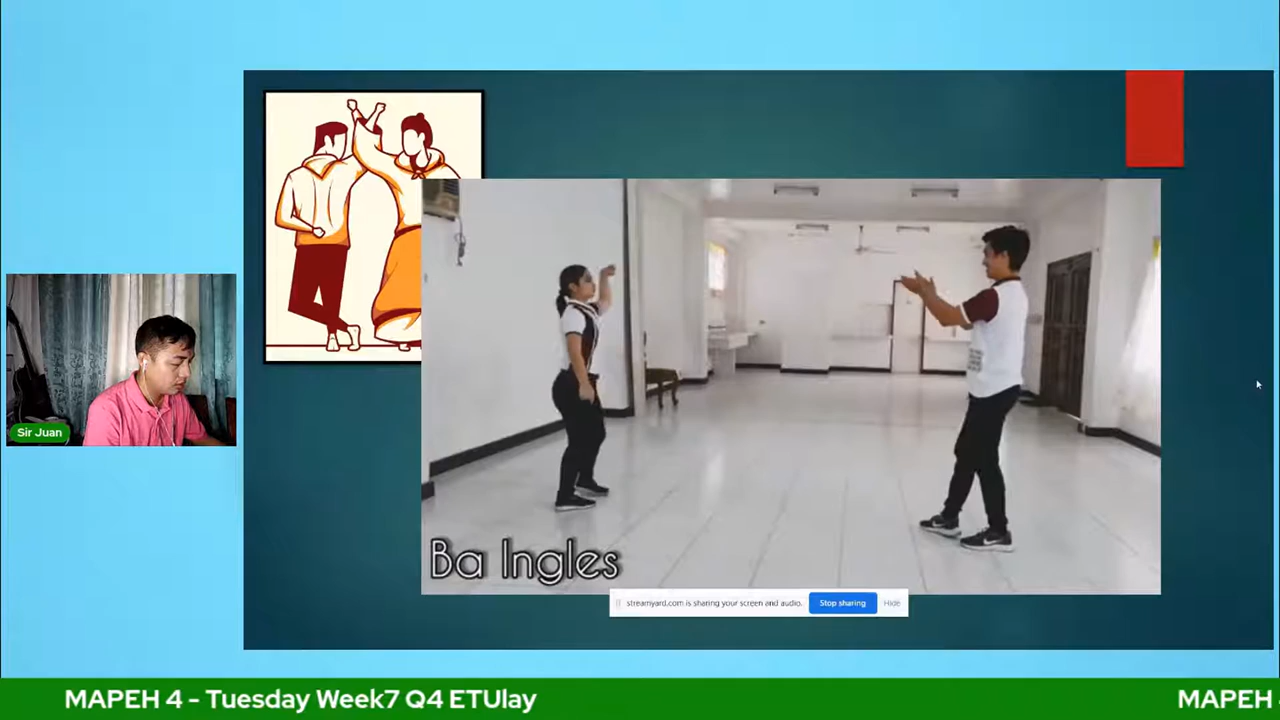 Sir Juan
Ba Ingles
streamyard.com is sharing your screen and audio.
Stop sharing
Hide
MAPEH 4 - Tuesday Week7 Q4 ETUlay
MAPEH